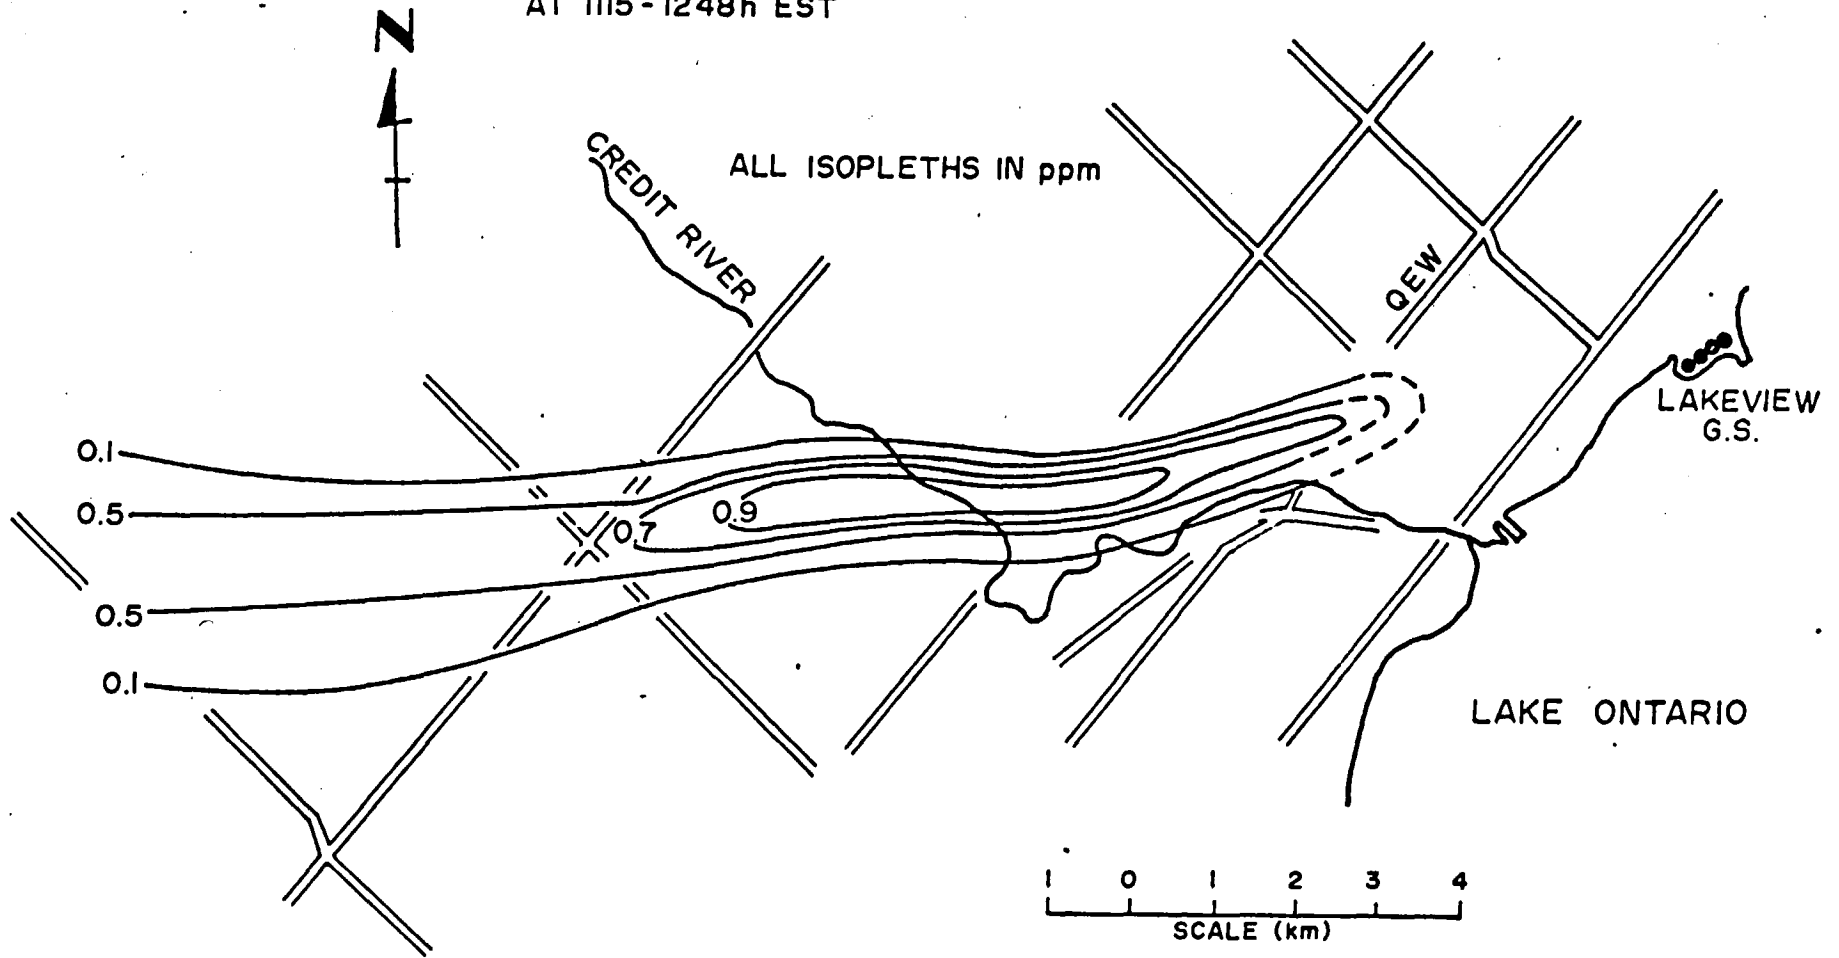 AT 1115-1248h EST
N
CREDIT RIVER
ALL ISOPLETHS IN ppm
QEW
LAKEVIEW
G.S.
0.1
0.5
0.7
0.9
0.5
0.1
LAKE ONTARIO
1 0 1 2 3 4
SCALE (km)